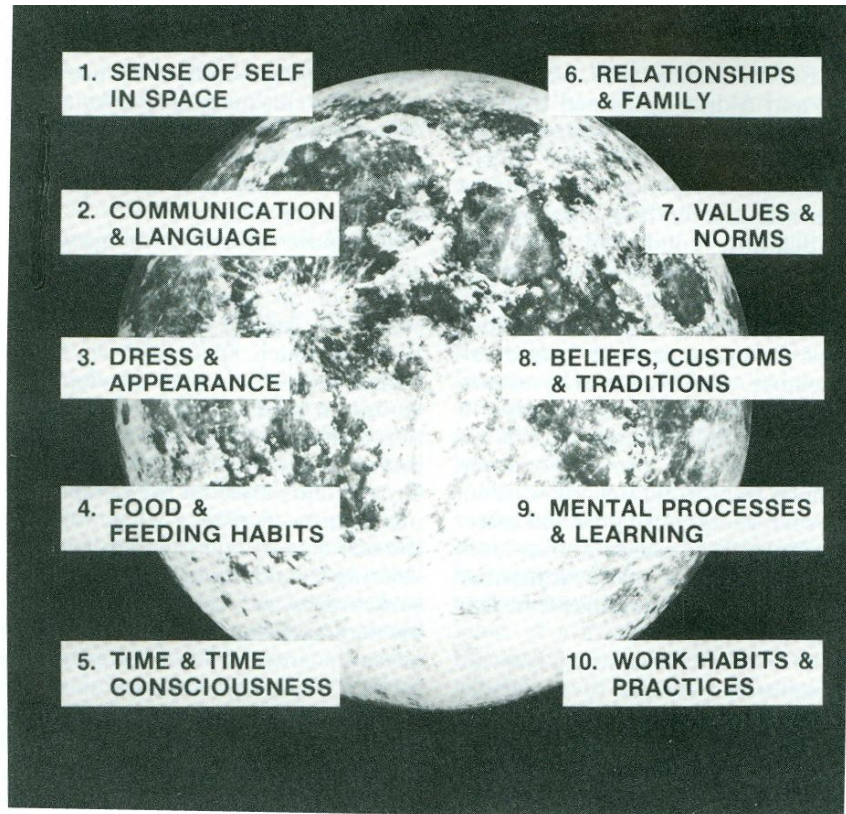 1. SENSE OF SELF
IN SPACE
2. COMMUNICATION
& LANGUAGE
3. DRESS &
APPEARANCE
4. FOOD &
FEEDING HABITS
5. TIME & TIME
CONSCIOUSNESS
6. RELATIONSHIPS
& FAMILY
7. VALUES &
NORMS
8. BELIEFS, CUSTOMS
& TRADITIONS
9. MENTAL PROCESSES
& LEARNING
10. WORK HABITS &
PRACTICES